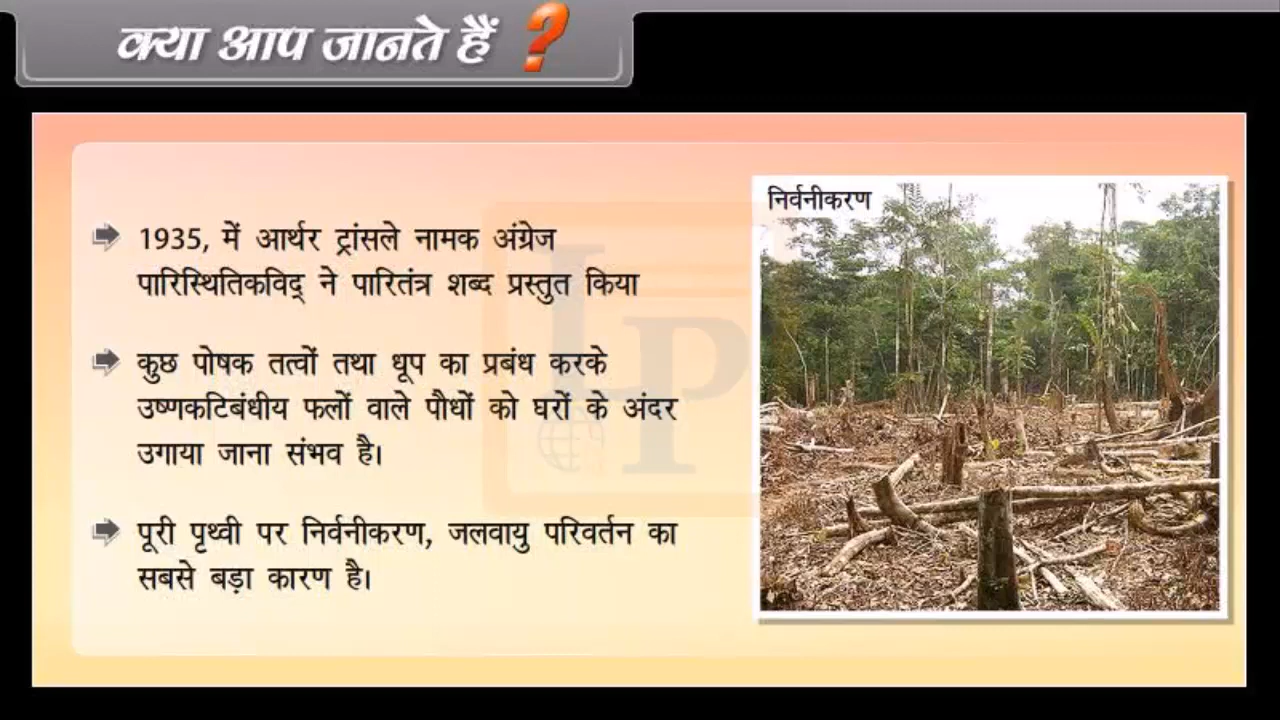 क्या आप जानते हैं ?
निर्वनीकरण
1935, में आर्थर ट्रांसले नामक अंग्रेज
पारिस्थितिकविद् ने पारितंत्र शब्द प्रस्तुत किया
कुछ पोषक तत्वों तथा धूप का प्रबंध करके
उष्णकटिबंधीय फलों वाले पौधों को घरों के अंदर
उगाया जाना संभव है।
पूरी पृथ्वी पर निर्वनीकरण, जलवायु परिवर्तन का
सबसे बड़ा कारण है।